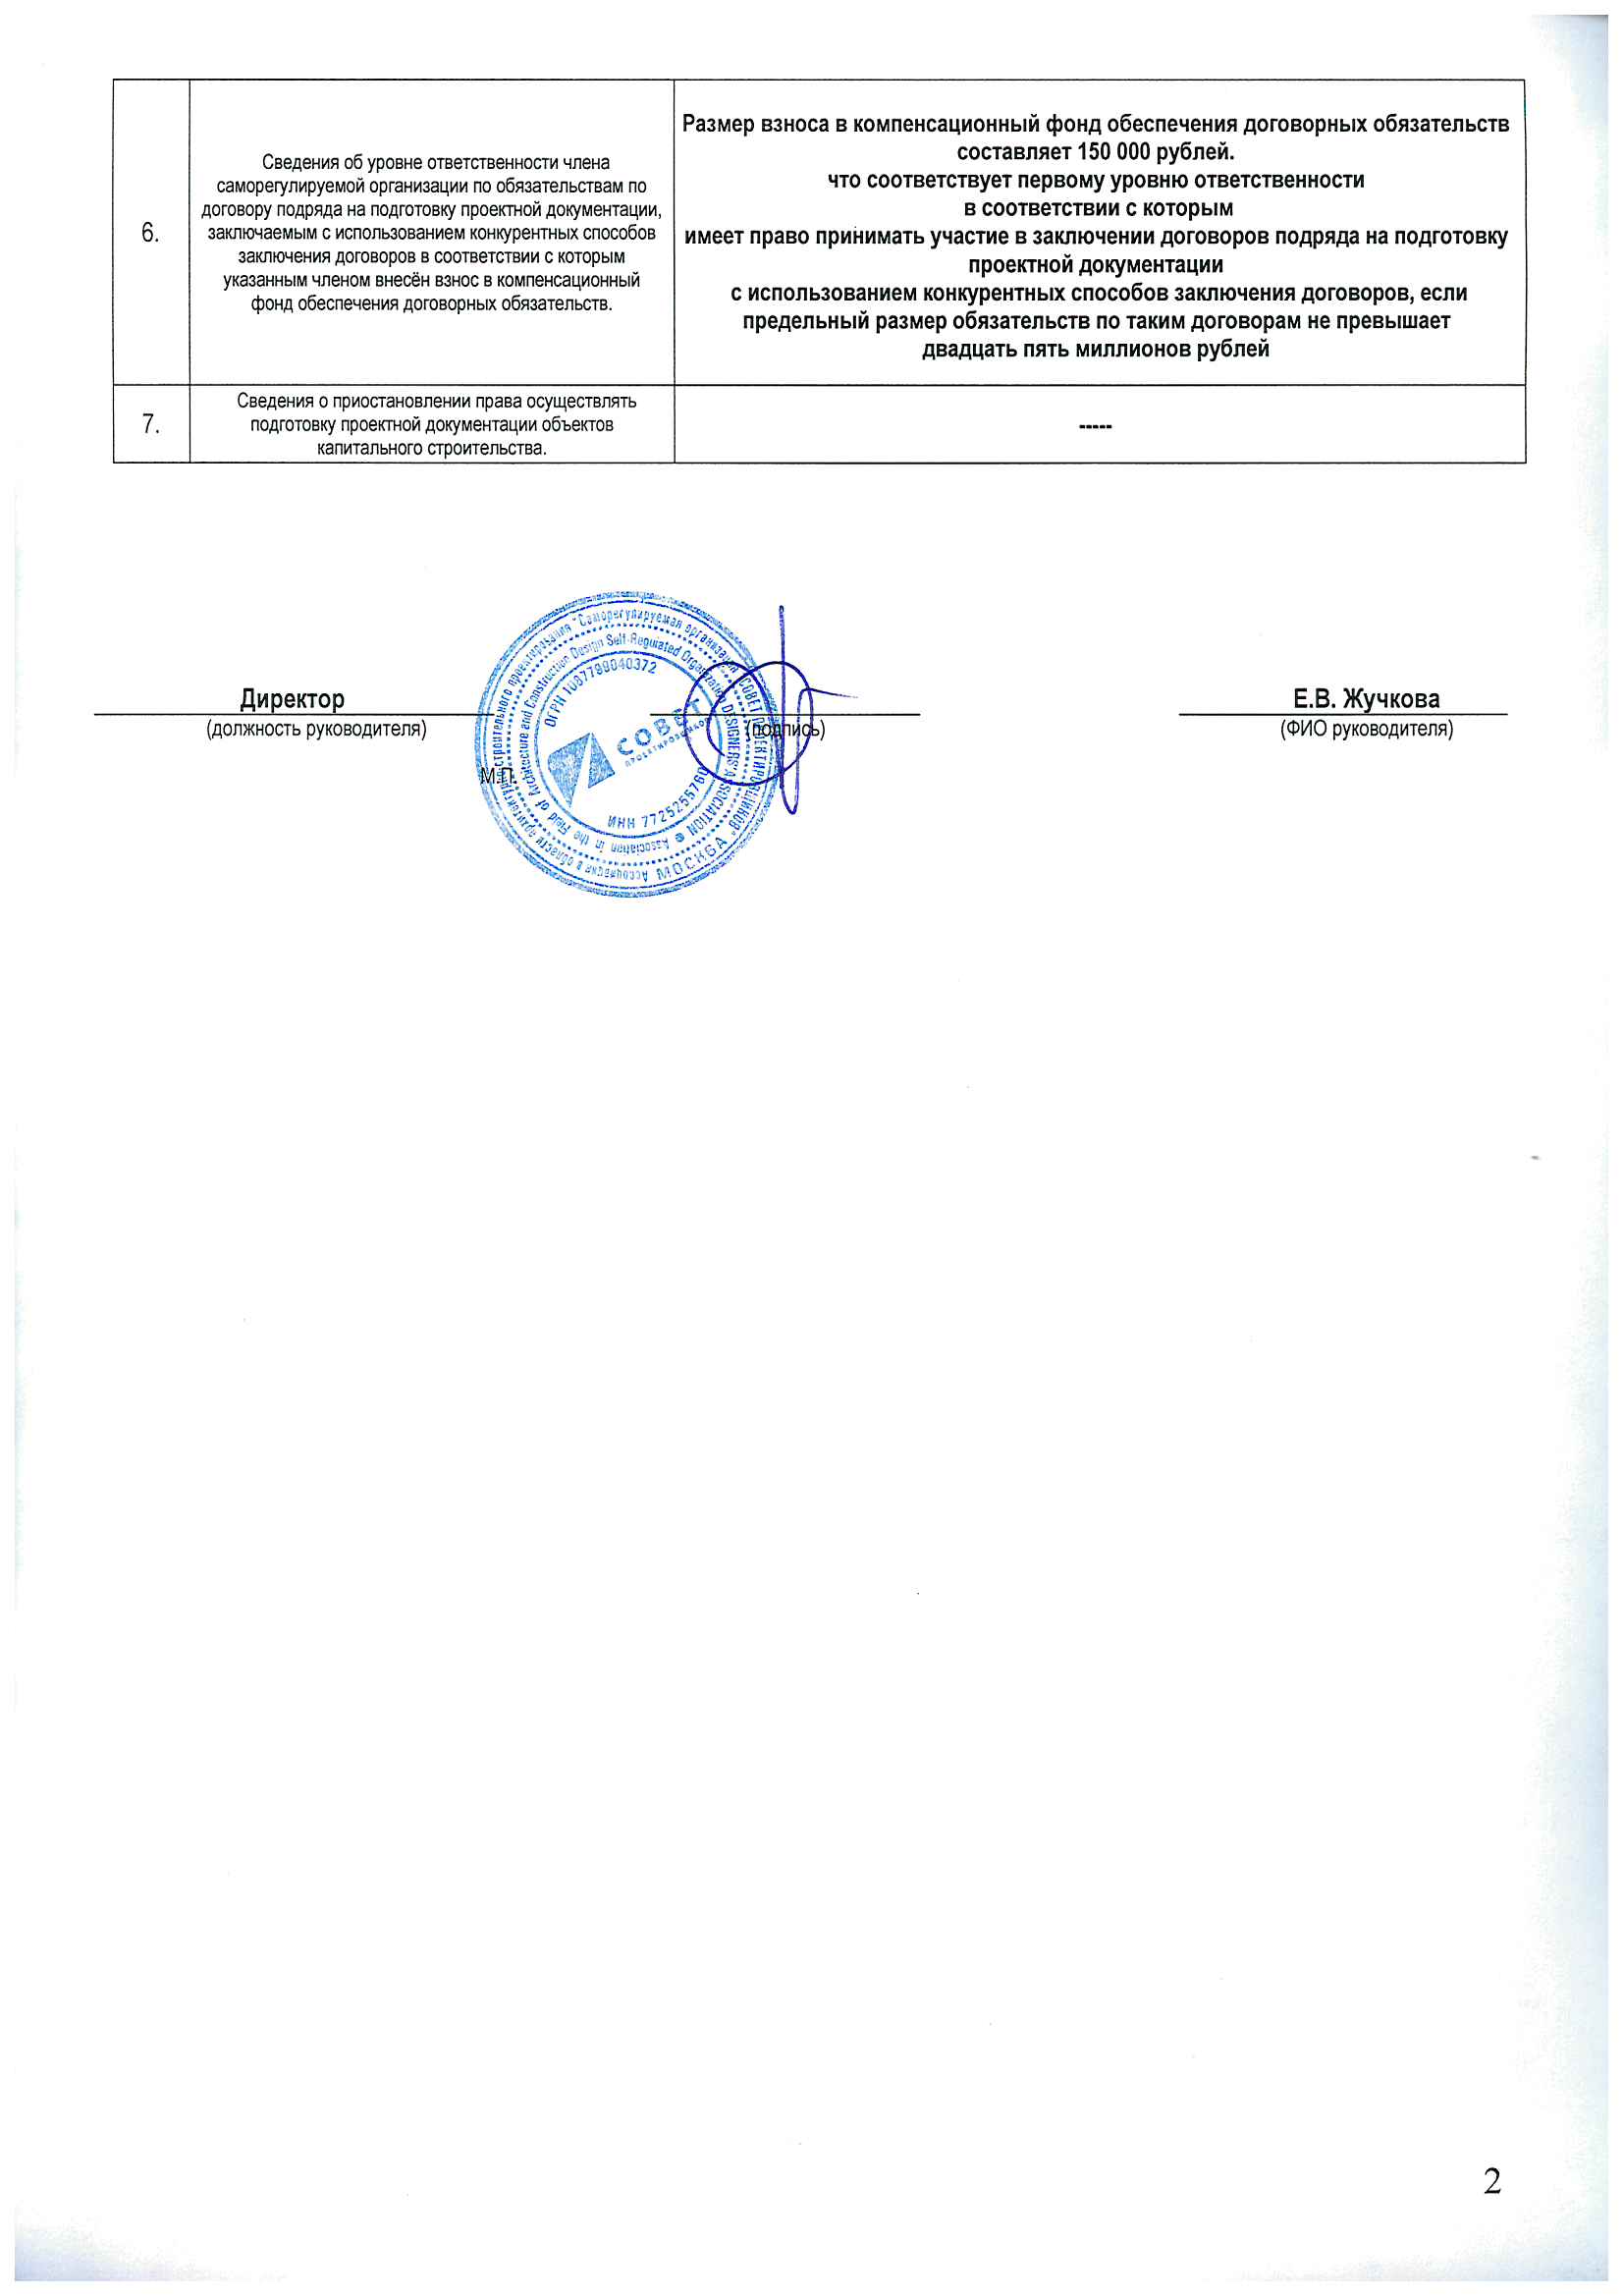 6.
Сведения об уровне ответственности члена
саморегулируемой организации по обязательствам по
договору подряда на подготовку проектной документации,
заключаемым с использованием конкурентных способов
заключения договоров в соответствии с которым
указанным членом внесён взнос в компенсационный
фонд обеспечения договорных обязательств.
Размер взноса в компенсационный фонд обеспечения договорных обязательств
составляет 150 000 рублей.
что соответствует первому уровню ответственности
в соответствии с которым
имеет право принимать участие в заключении договоров подряда на подготовку
проектной документации
с использованием конкурентных способов заключения договоров, если
предельный размер обязательств по таким договорам не превышает
двадцать пять миллионов рублей
7.
Сведения о приостановлении права осуществлять
подготовку проектной документации объектов
капитального строительства.
-----
Директор
(должность руководителя)
М.П.
Ассоциация в области архитектурно-строительного проектирования "Саморегулируемая организация "СОВЕТ ПРОЕКТИРОВЩИКОВ"
МОСКВА
Association in the Field of Architecture and Construction Design Self-Regulated Organization DESIGNERS ASSOCIATION
ОГРН 1087799040372
СОВЕТ
ПРОЕКТИРОВЩИКОВ
ИНН 7725255760
(подпись)
Е.В. Жучкова
(ФИО руководителя)
2